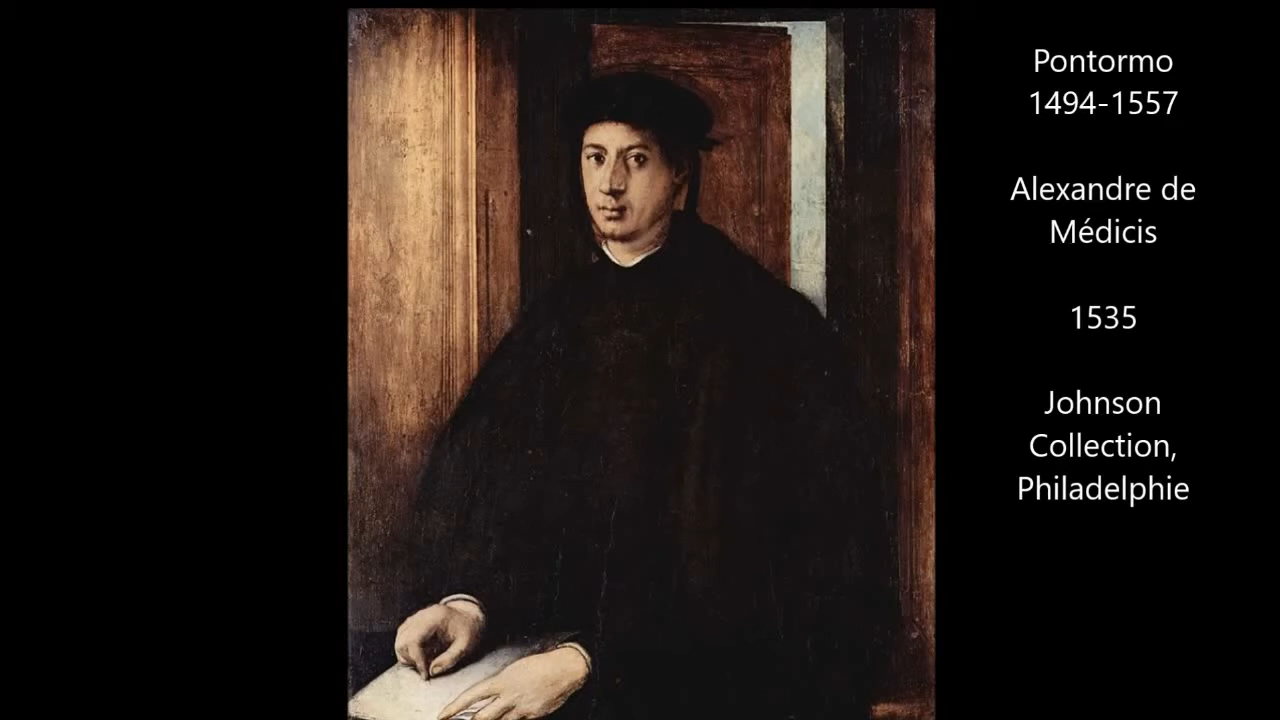 Pontormo
1494-1557
Alexandre de
Médicis
1535
Johnson
Collection,
Philadelphie